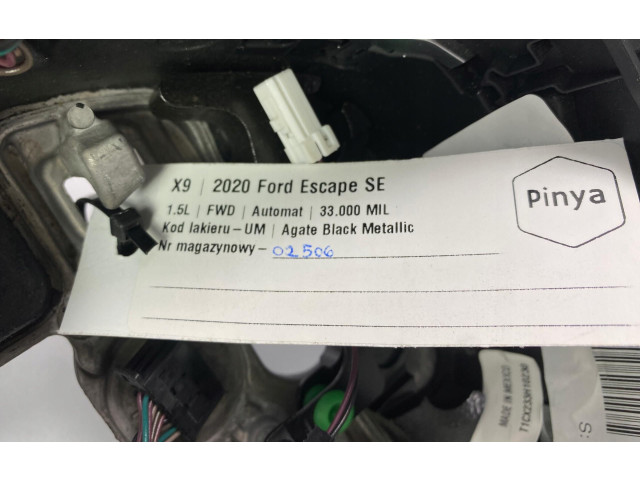 X9 | 2020 Ford Escape SE
1.5L | FWD | Automat | 33.000 MIL
Kod lakieru – UM | Agate Black Metallic
Nr magazynowy – 02506
Pinya
MADE IN MEXICO
T1CX233H10230